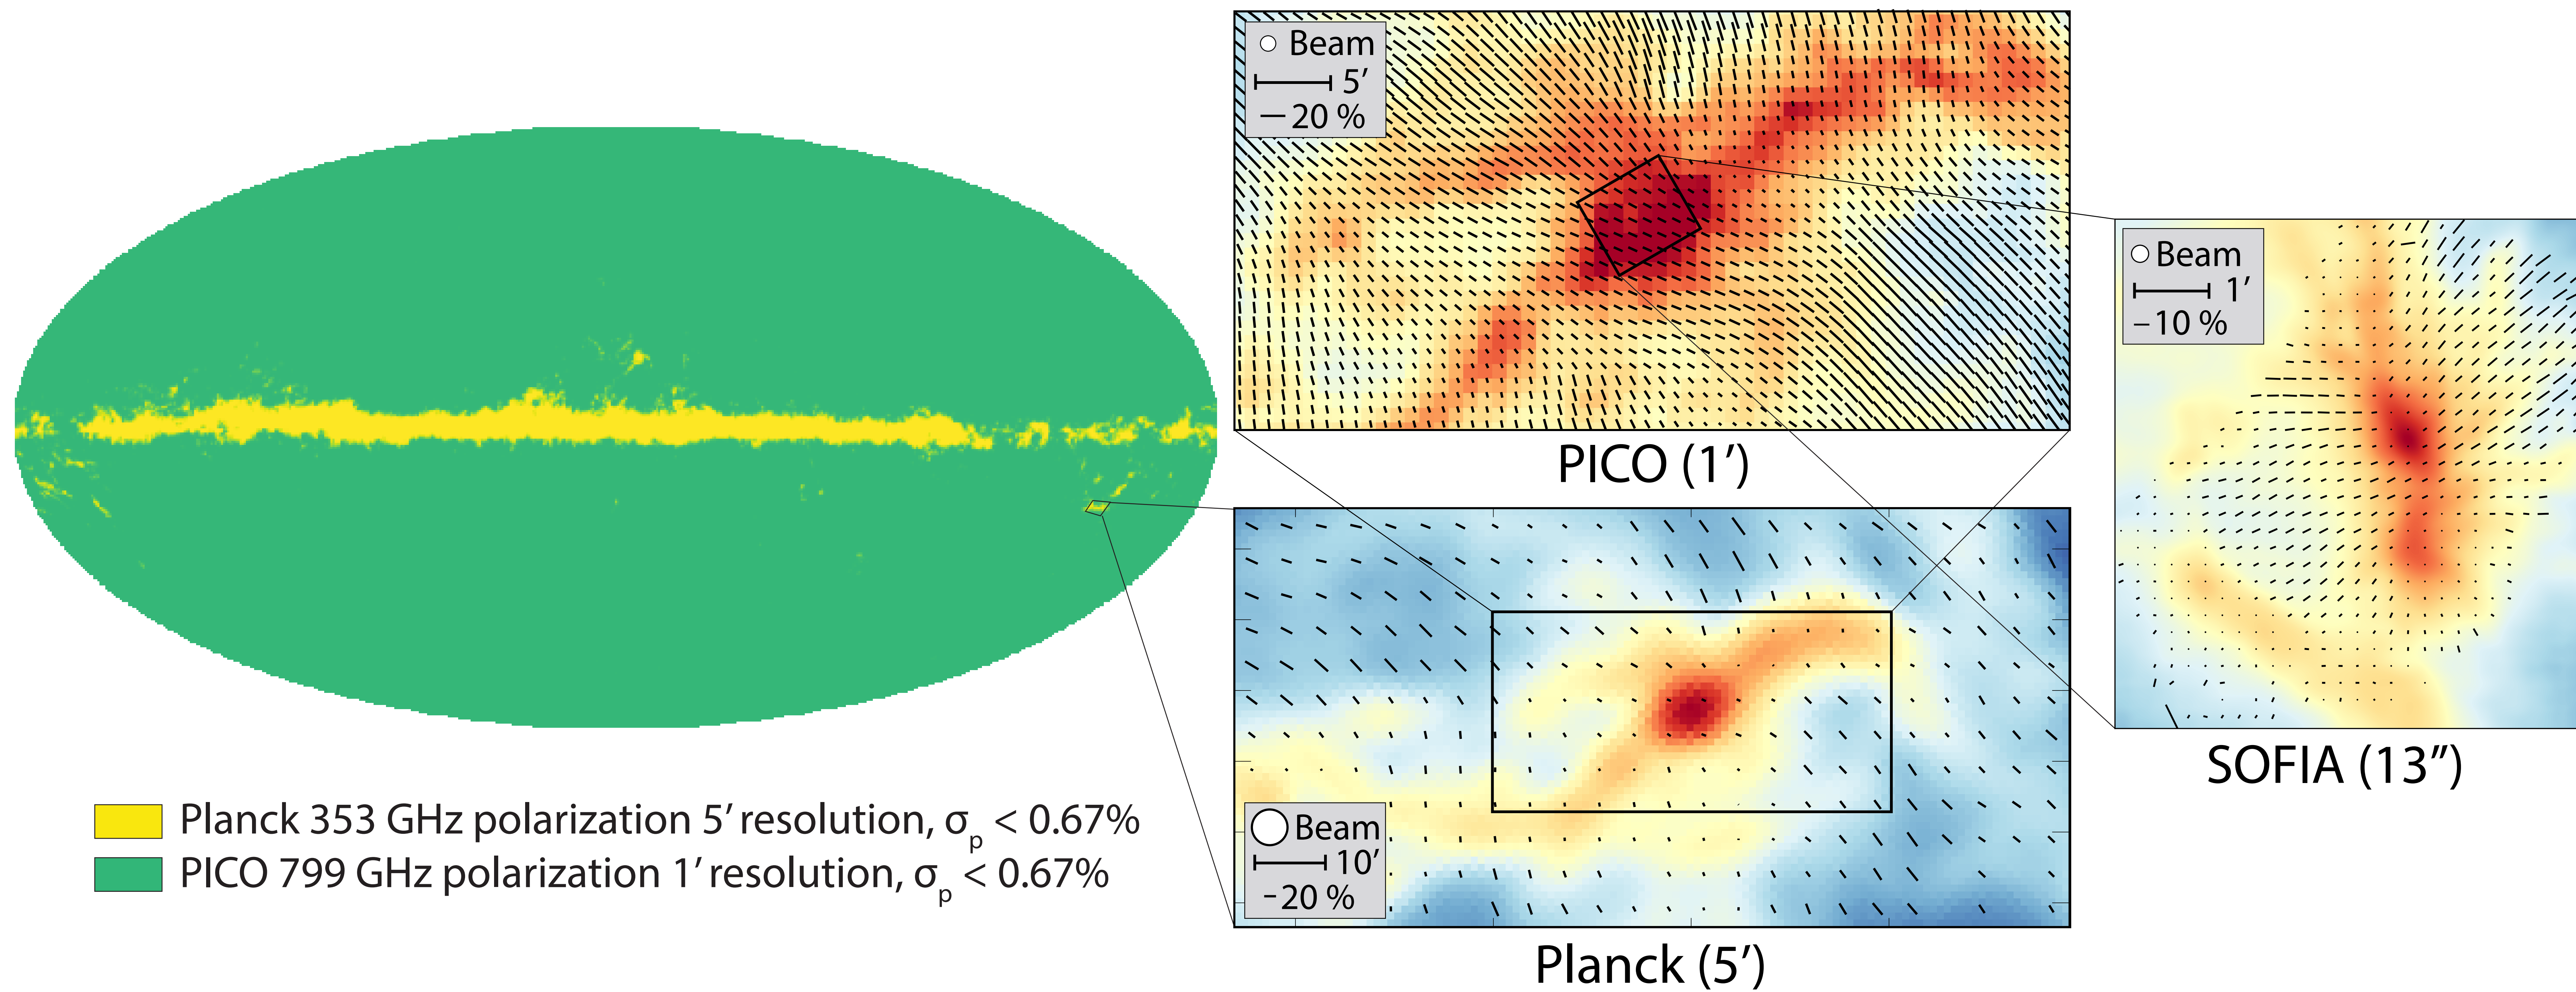 Beam
5′
20 %
PICO (1′)
Beam
1′
10 %
SOFIA (13″)
Beam
10′
20 %
Planck (5′)
Planck 353 GHz polarization 5′ resolution, σp < 0.67%
PICO 799 GHz polarization 1′ resolution, σp < 0.67%